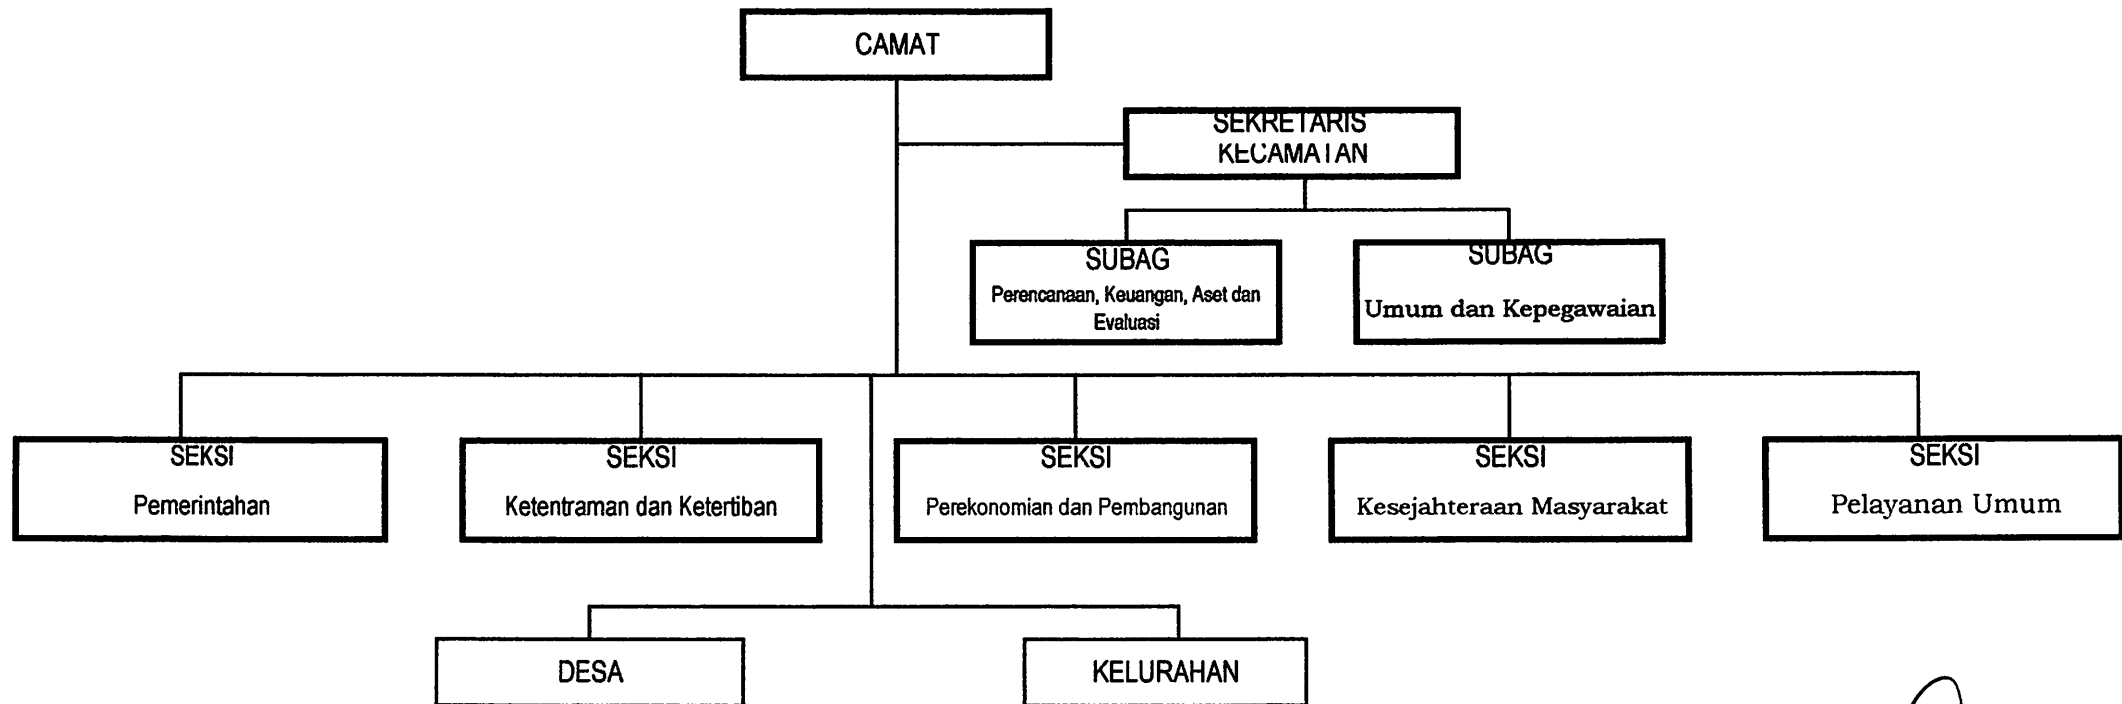 CAMAT
SEKRETARIS
KECAMATAN
SUBAG
Perencanaan, Keuangan, Aset dan
Evaluasi
SUBAG
Umum dan Kepegawaian
SEKSI
Pemerintahan
SEKSI
Ketentraman dan Ketertiban
SEKSI
Perekonomian dan Pembangunan
SEKSI
Kesejahteraan Masyarakat
SEKSI
Pelayanan Umum
DESA
KELURAHAN